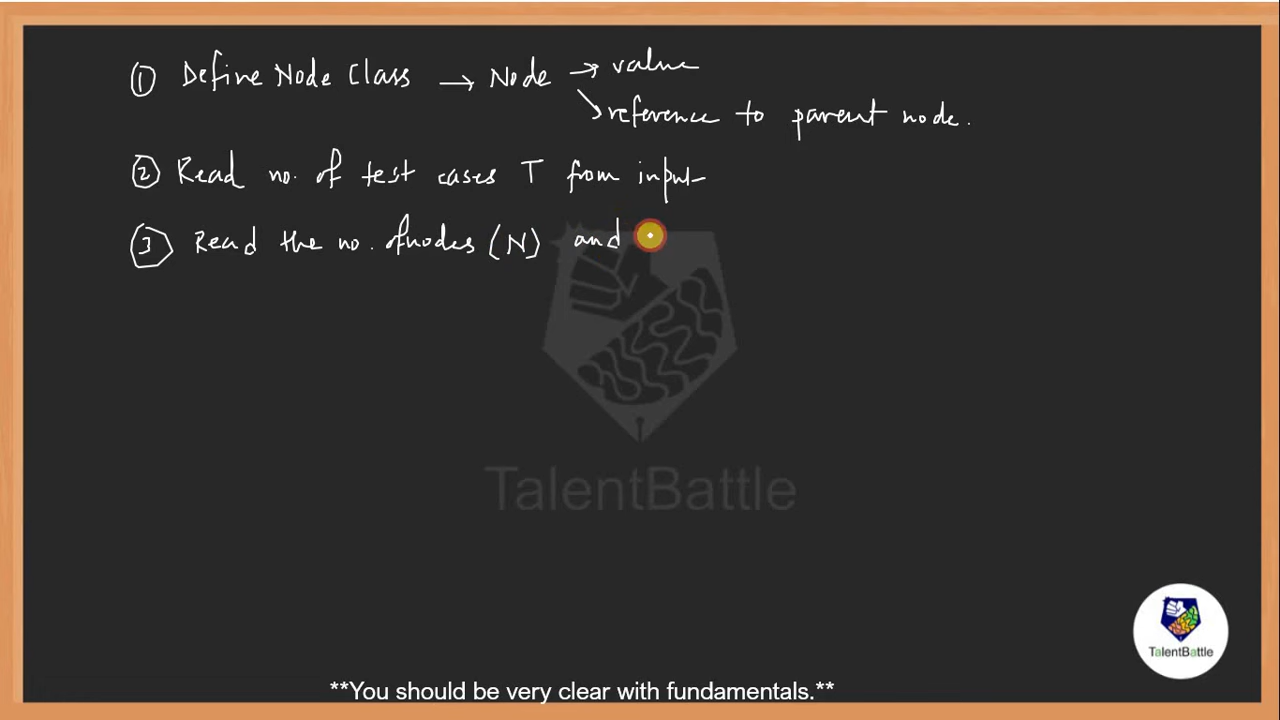 ① Define Node Class → Node → value
↘ reference to parent node.
② Read no. of test cases T from input
③ Read the no. of nodes (N) and
TalentBattle
TalentBattle
**You should be very clear with fundamentals.**